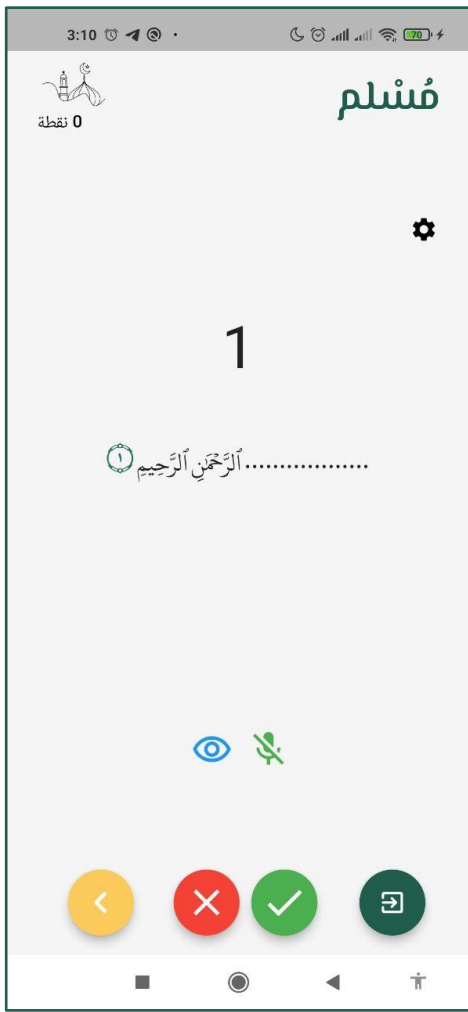 3:10
70
مُسْلم
0 نقطة
1
.................. ٱلرَّحْمَٰنِ ٱلرَّحِيمِ ١